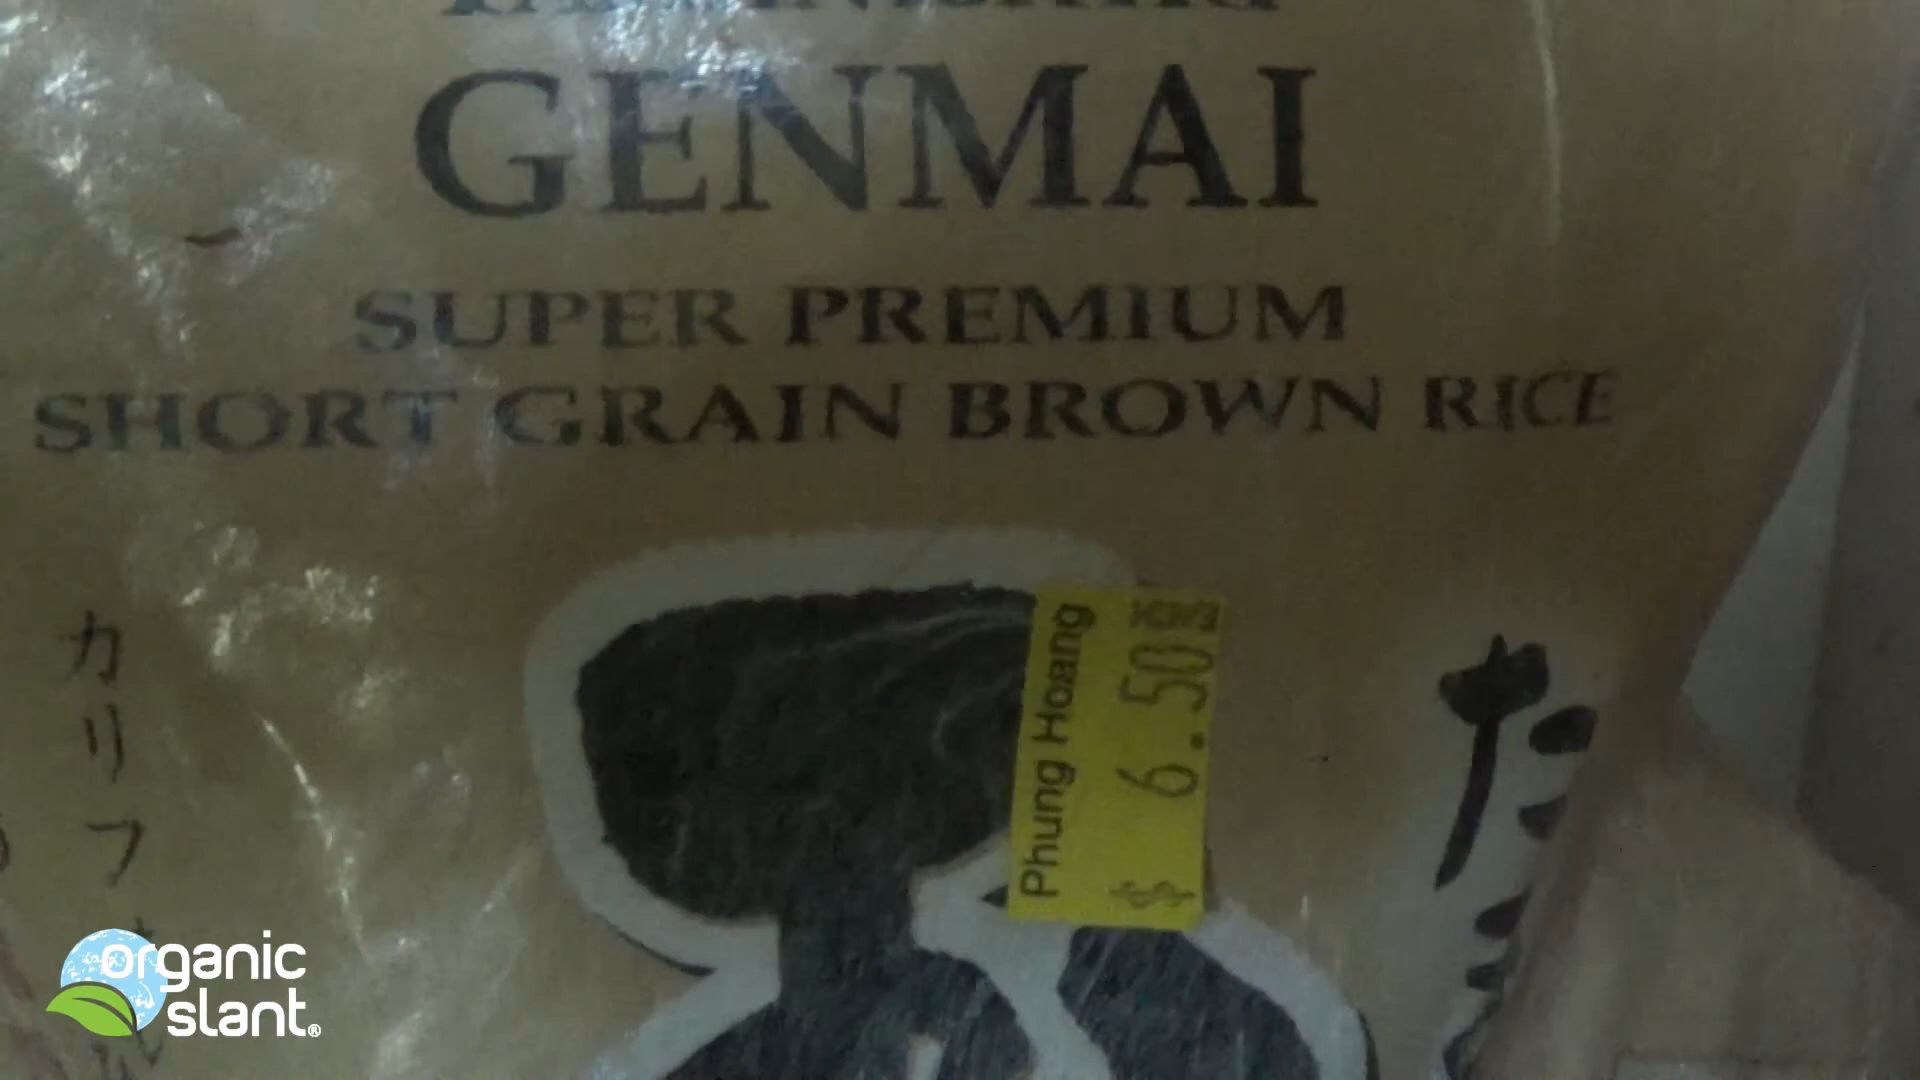 GENMAI
SUPER PREMIUM
SHORT GRAIN BROWN RICE
カリフ
Phung Hoang
$ 6.50
organic
slant.®